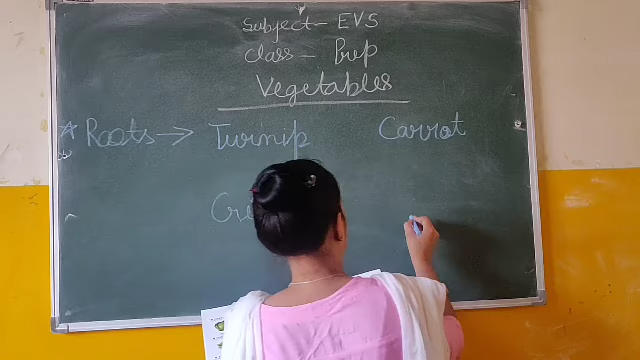 Subject - EVS
Class - Prep
Vegetables
* Roots → Turnip Carrot